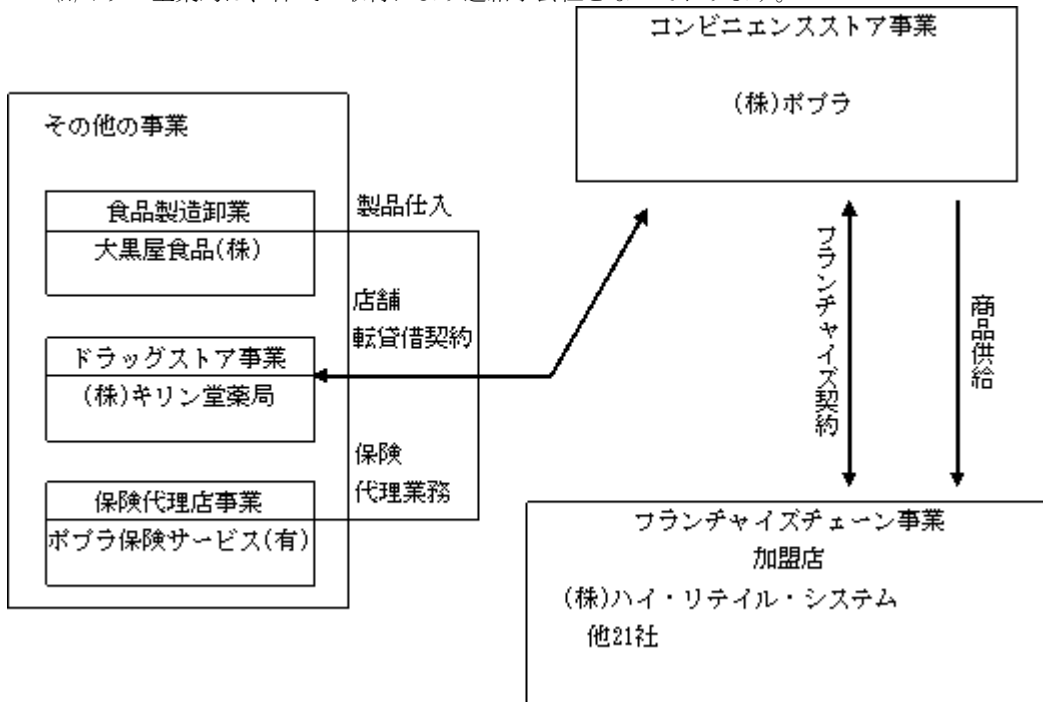 コンビニエンスストア事業
(株)ポプラ
その他の事業
食品製造卸業
大黒屋食品(株)
製品仕入
店舗
転貸借契約
ドラッグストア事業
(株)キリン堂薬局
保険
代理業務
保険代理店事業
ポプラ保険サービス(有)
フランチャイズ契約
商品供給
フランチャイズチェーン事業
加盟店
(株)ハイ・リテイル・システム
他21社